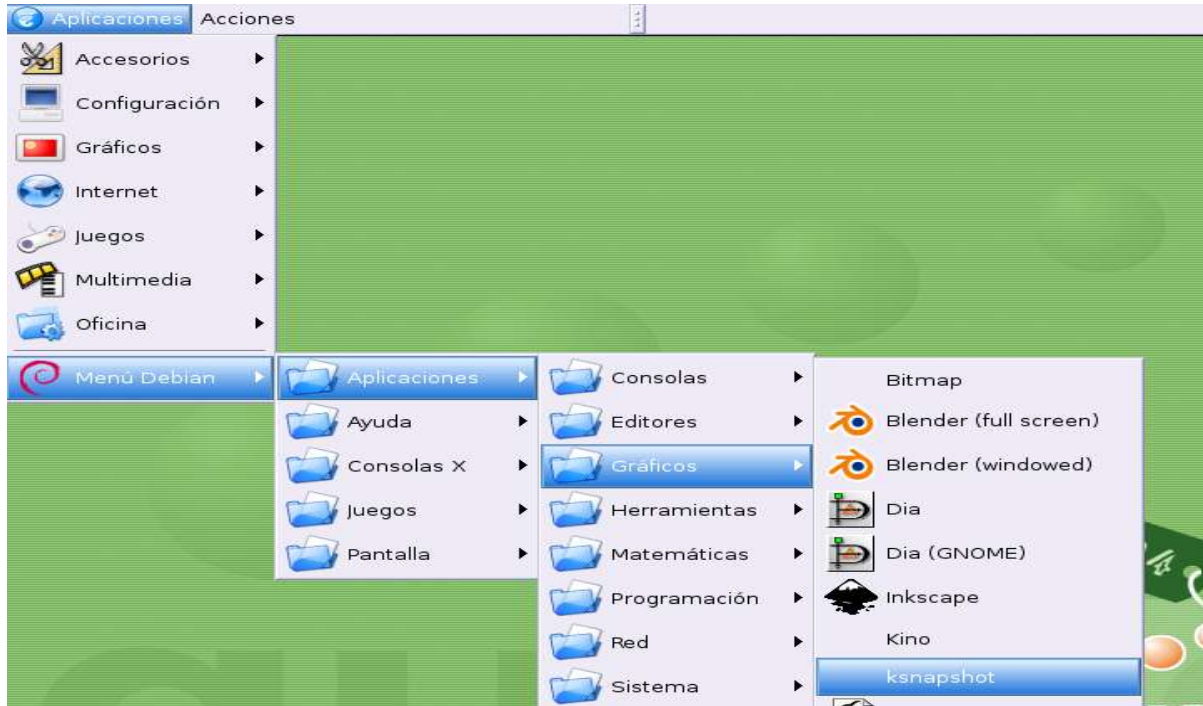 Aplicaciones Acciones
Accesorios
Configuración
Gráficos
Internet
Juegos
Multimedia
Oficina
Menú Debian
Aplicaciones
Ayuda
Consolas X
Juegos
Pantalla
Consolas
Editores
Gráficos
Herramientas
Matemáticas
Programación
Red
Sistema
Bitmap
Blender (full screen)
Blender (windowed)
Dia
Dia (GNOME)
Inkscape
Kino
ksnapshot